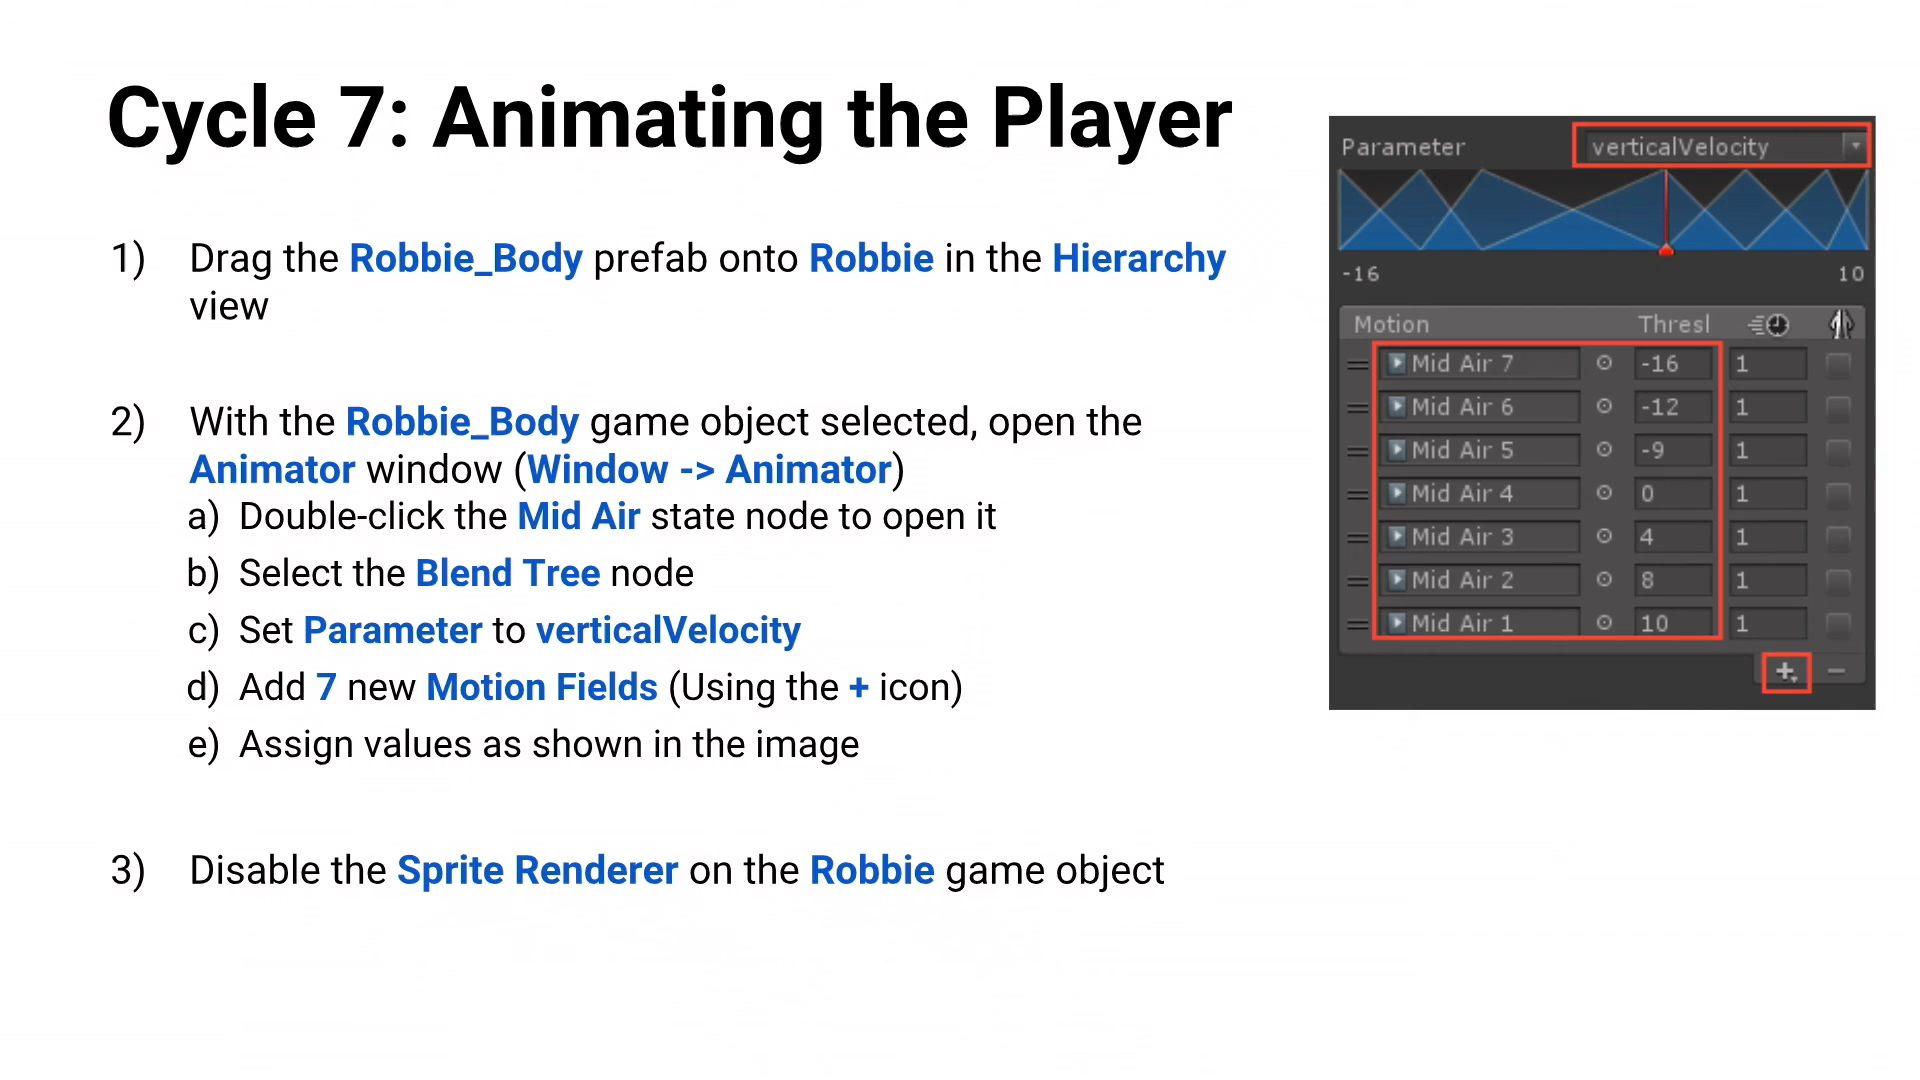 Cycle 7: Animating the Player
1) Drag the Robbie_Body prefab onto Robbie in the Hierarchy
view
2) With the Robbie_Body game object selected, open the
Animator window (Window -> Animator)
a) Double-click the Mid Air state node to open it
b) Select the Blend Tree node
c) Set Parameter to verticalVelocity
d) Add 7 new Motion Fields (Using the + icon)
e) Assign values as shown in the image
3) Disable the Sprite Renderer on the Robbie game object
Parameter verticalVelocity
-16 10
Motion Thresl
Mid Air 7 -16 1
Mid Air 6 -12 1
Mid Air 5 -9 1
Mid Air 4 0 1
Mid Air 3 4 1
Mid Air 2 8 1
Mid Air 1 10 1
+ −